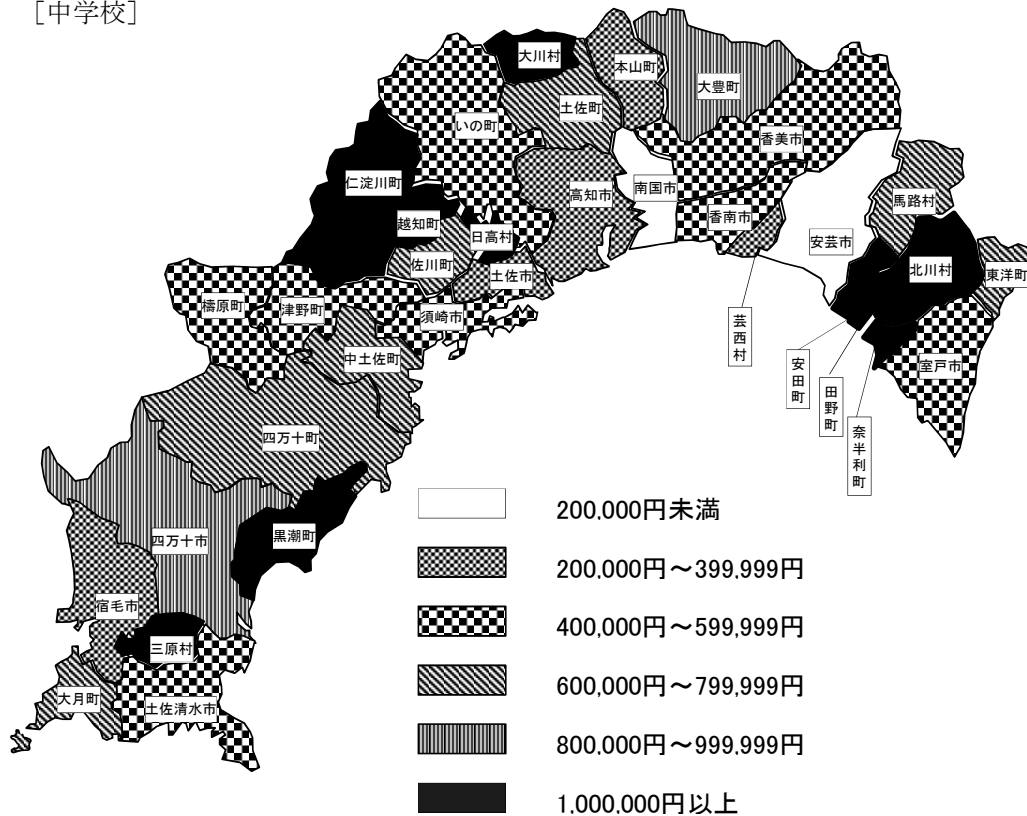 ［中学校］
大川村
本山町
大豊町
土佐町
いの町
香美市
仁淀川町
高知市
南国市
馬路村
越知町
日高村
香南市
安芸市
佐川町
土佐市
北川村
東洋町
檮原町
津野町
須崎市
芸西村
中土佐町
安田町
田野町
室戸市
奈半利町
四万十町
四万十市
黒潮町
宿毛市
三原村
大月町
土佐清水市
200,000円未満
200,000円～399,999円
400,000円～599,999円
600,000円～799,999円
800,000円～999,999円
1,000,000円以上